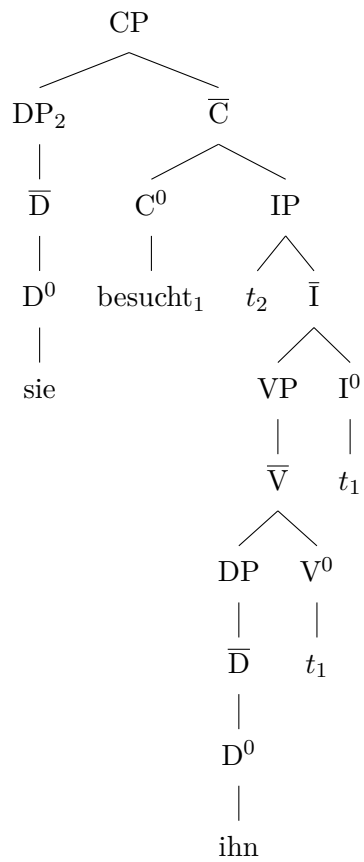 CP
DP₂ C̅
D̅ C⁰ IP
D⁰ besucht₁ t₂ I̅
sie VP I⁰
V̅ t₁
DP V⁰
D̅ t₁
D⁰
ihn